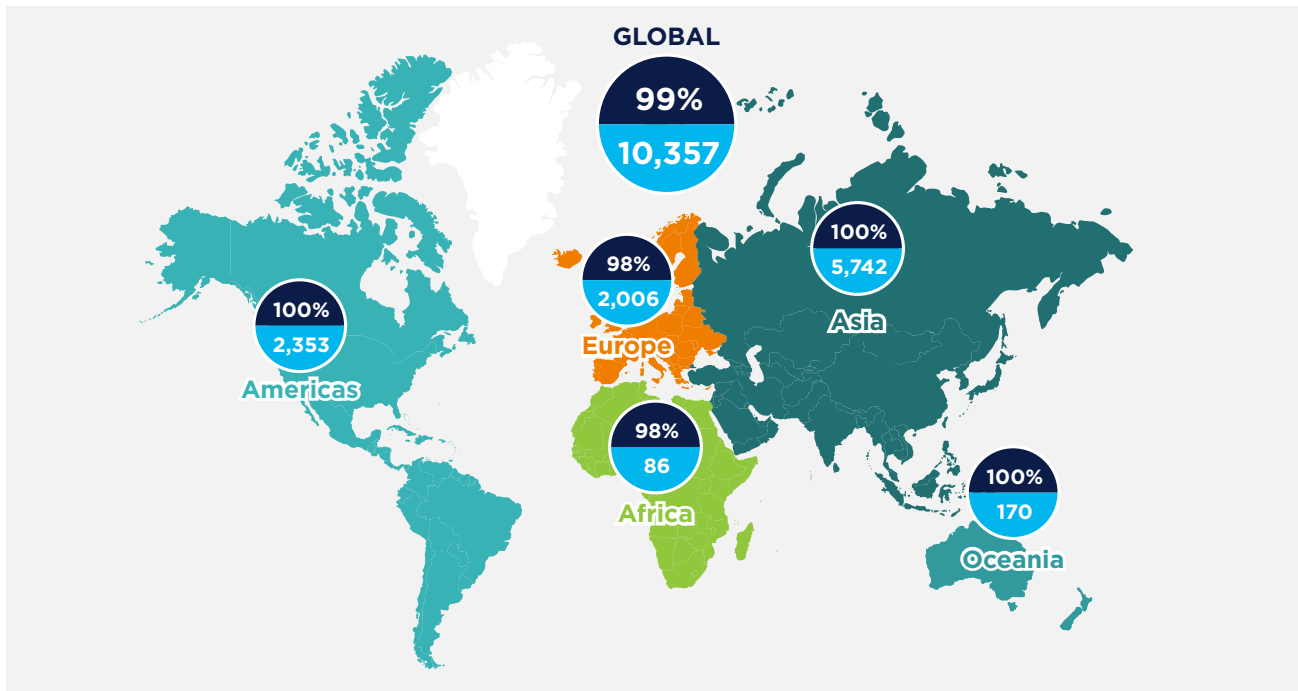 GLOBAL
99%
10,357
100%
5,742
Asia
98%
2,006
Europe
100%
2,353
Americas
98%
86
Africa
100%
170
Oceania